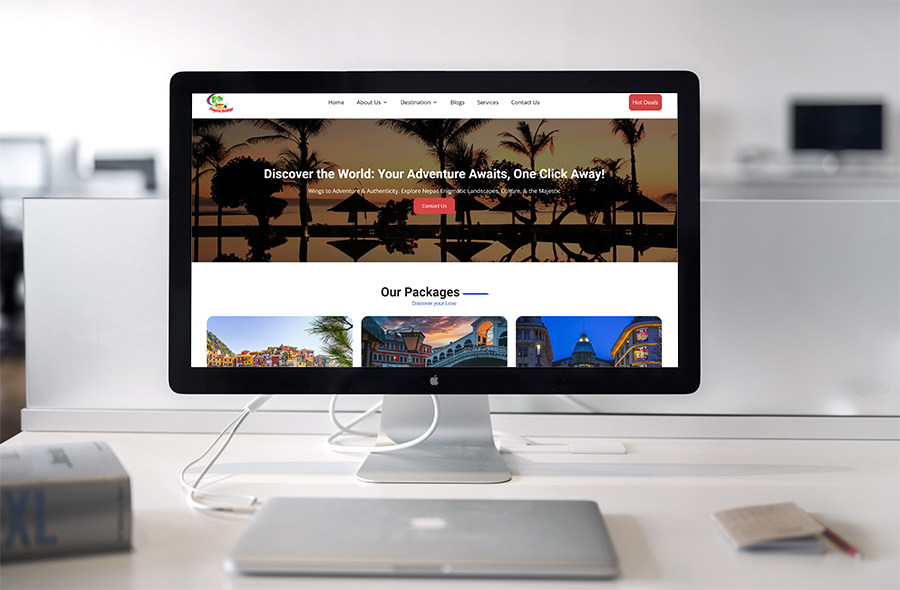 Home About Us Destination Blogs Services Contact Us Hot Deals
Discover the World: Your Adventure Awaits, One Click Away!
Wings to Adventure & Authenticity, Explore Nepas Enigmatic Landscapes, Culture, & the Majestic
Contact Us
Our Packages
Discover your Love
XL